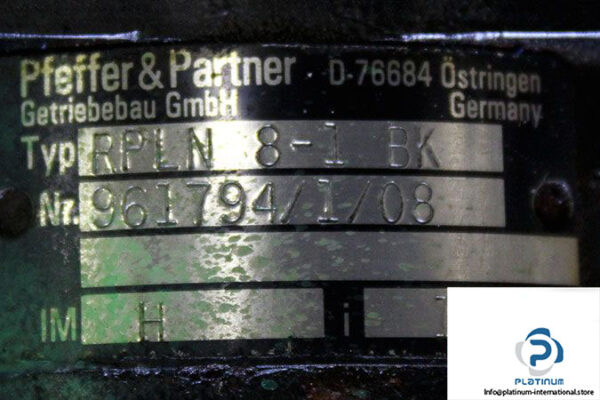 Pfeffer & Partner D-76684 Östringen
Getriebebau GmbH Germany
Typ RPLN 8-1 BK
Nr. 961794/1/08
IM H i
PLATINUM
Info@platinum-international.store